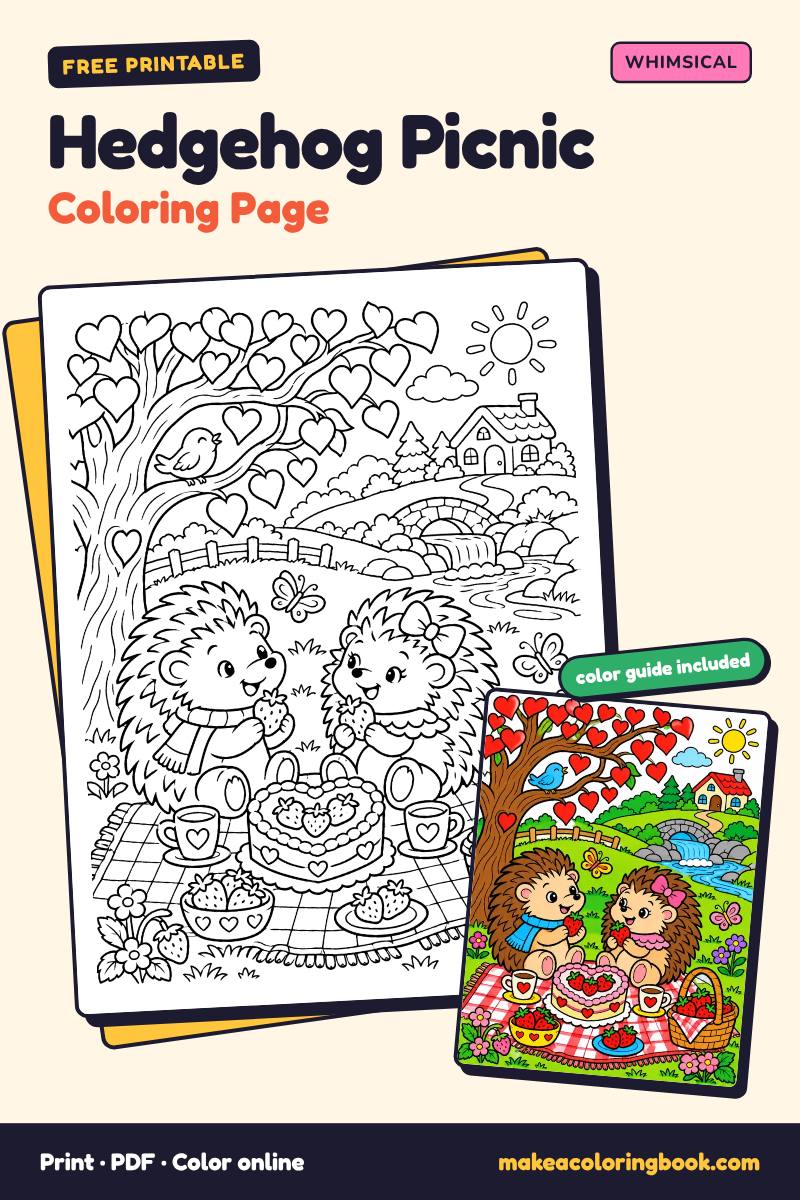 FREE PRINTABLE
WHIMSICAL
Hedgehog Picnic
Coloring Page
color guide included
Print · PDF · Color online
makeacoloringbook.com